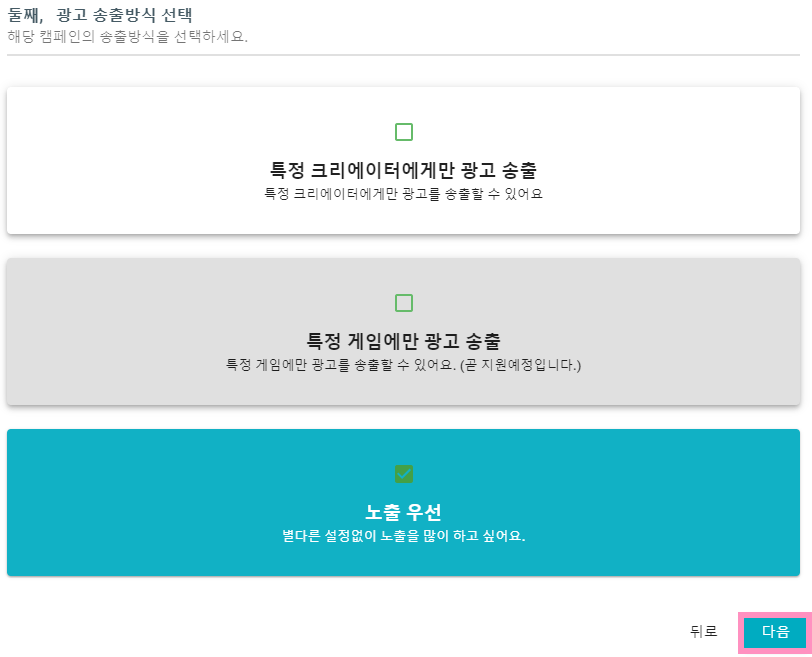 둘째, 광고 송출방식 선택
해당 캠페인의 송출방식을 선택하세요.
특정 크리에이터에게만 광고 송출
특정 크리에이터에게만 광고를 송출할 수 있어요
특정 게임에만 광고 송출
특정 게임에만 광고를 송출할 수 있어요. (곧 지원예정입니다.)
노출 우선
별다른 설정없이 노출을 많이 하고 싶어요.
뒤로 다음